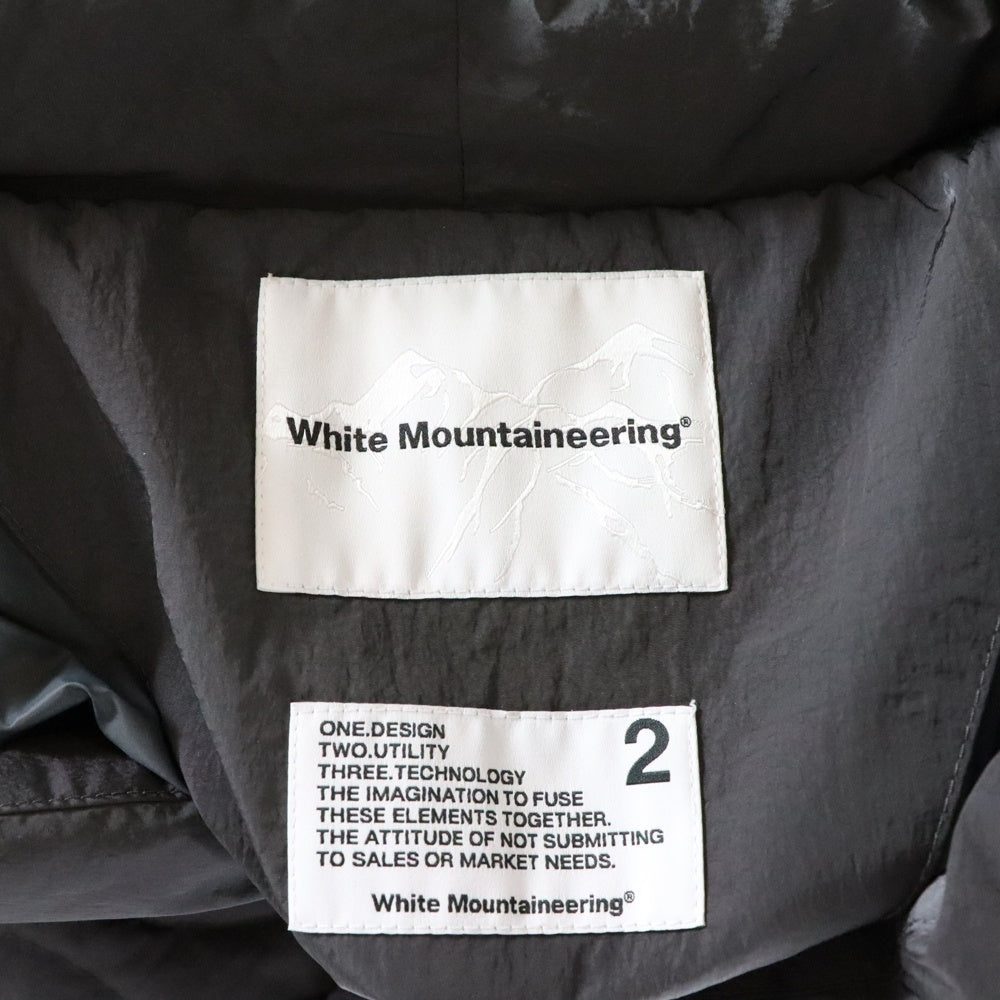 White Mountaineering®
ONE.DESIGN
TWO.UTILITY
THREE.TECHNOLOGY
THE IMAGINATION TO FUSE
THESE ELEMENTS TOGETHER.
THE ATTITUDE OF NOT SUBMITTING
TO SALES OR MARKET NEEDS.
2
White Mountaineering®